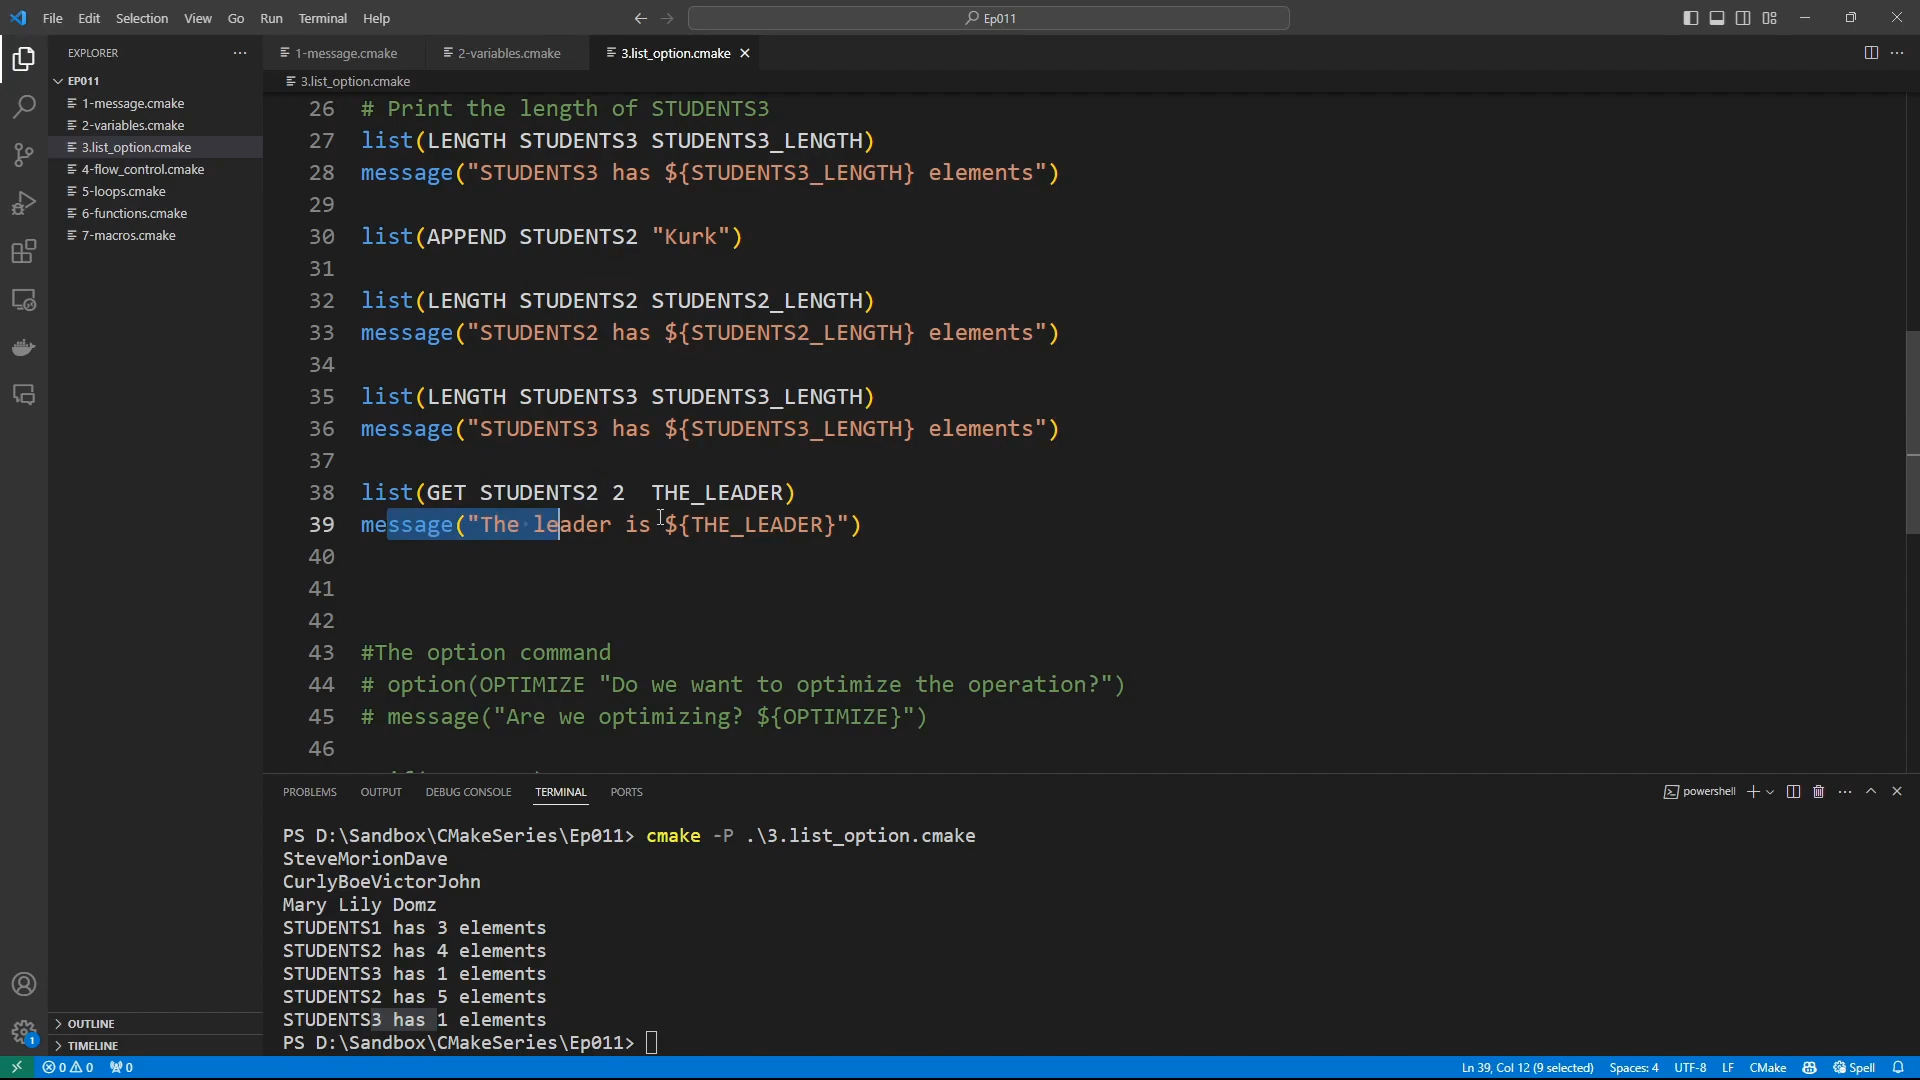 File Edit Selection View Go Run Terminal Help
Ep011
EXPLORER
1-message.cmake 2-variables.cmake 3.list_option.cmake
EP011
3.list_option.cmake
1-message.cmake
2-variables.cmake
3.list_option.cmake
4-flow_control.cmake
5-loops.cmake
6-functions.cmake
7-macros.cmake
26 # Print the length of STUDENTS3
27 list(LENGTH STUDENTS3 STUDENTS3_LENGTH)
28 message("STUDENTS3 has ${STUDENTS3_LENGTH} elements")
29
30 list(APPEND STUDENTS2 "Kurk")
31
32 list(LENGTH STUDENTS2 STUDENTS2_LENGTH)
33 message("STUDENTS2 has ${STUDENTS2_LENGTH} elements")
34
35 list(LENGTH STUDENTS3 STUDENTS3_LENGTH)
36 message("STUDENTS3 has ${STUDENTS3_LENGTH} elements")
37
38 list(GET STUDENTS2 2  THE_LEADER)
39 message("The leader is ${THE_LEADER}")
40
41
42
43 #The option command
44 # option(OPTIMIZE "Do we want to optimize the operation?")
45 # message("Are we optimizing? ${OPTIMIZE}")
46
PROBLEMS OUTPUT DEBUG CONSOLE TERMINAL PORTS
powershell
PS D:\Sandbox\CMakeSeries\Ep011> cmake -P .\3.list_option.cmake
SteveMorionDave
CurlyBoeVictorJohn
Mary Lily Domz
STUDENTS1 has 3 elements
STUDENTS2 has 4 elements
STUDENTS3 has 1 elements
STUDENTS2 has 5 elements
STUDENTS3 has 1 elements
PS D:\Sandbox\CMakeSeries\Ep011>
OUTLINE
TIMELINE
1
0 0 0
Ln 39, Col 12 (9 selected) Spaces: 4 UTF-8 LF CMake Spell